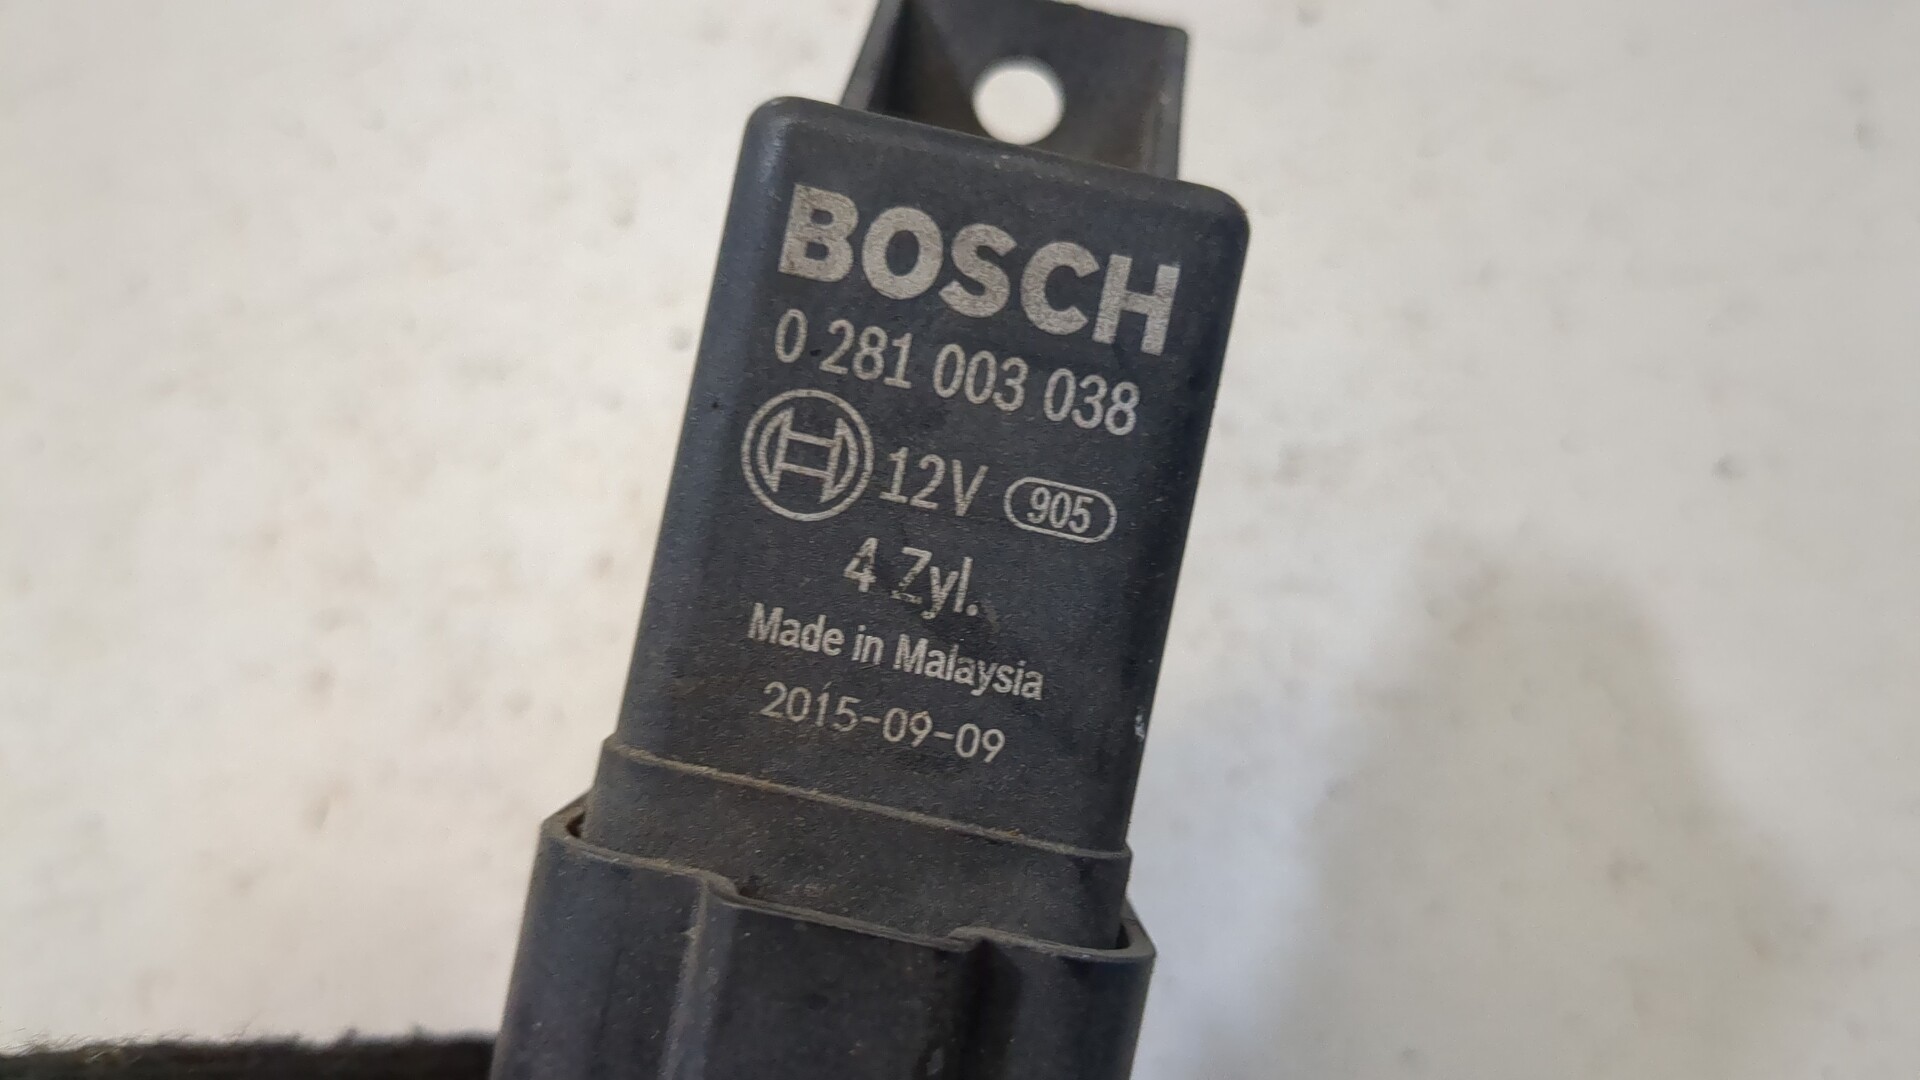 BOSCH
0 281 003 038
12V 905
4 Zyl.
Made in Malaysia
2015-09-09